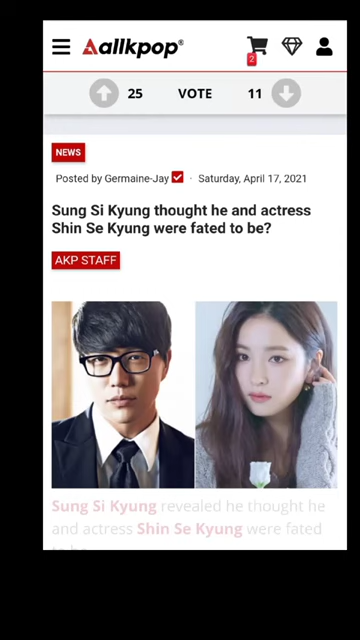 allkpop®
2
25 VOTE 11
NEWS
Posted by Germaine-Jay · Saturday, April 17, 2021
Sung Si Kyung thought he and actress
Shin Se Kyung were fated to be?
AKP STAFF
Sung Si Kyung revealed he thought he
and actress Shin Se Kyung were fated
to be